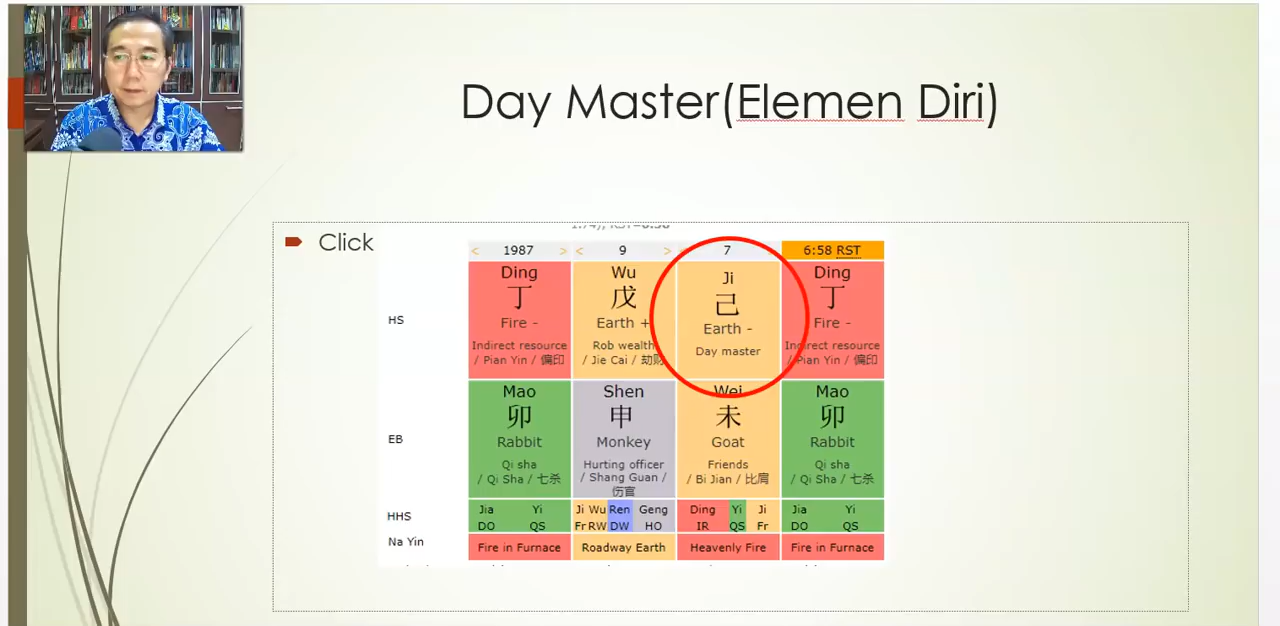 Day Master(Elemen Diri)
Click
< 1987 > < 9 > 7 6:58 RST
HS
Ding
丁
Fire -
Indirect resource
/ Pian Yin / 偏印
Wu
戊
Earth +
Rob wealth
/ Jie Cai / 劫财
Ji
己
Earth -
Day master
Ding
丁
Fire -
Indirect resource
/ Pian Yin / 偏印
EB
Mao
卯
Rabbit
Qi sha
/ Qi Sha / 七杀
Shen
申
Monkey
Hurting officer
/ Shang Guan /
伤官
Wei
未
Goat
Friends
/ Bi Jian / 比肩
Mao
卯
Rabbit
Qi sha
/ Qi Sha / 七杀
HHS
Jia Yi Ji Wu Ren Geng Ding Yi Ji Jia Yi
DO QS Fr RW DW HO IR QS Fr DO QS
Na Yin Fire in Furnace Roadway Earth Heavenly Fire Fire in Furnace